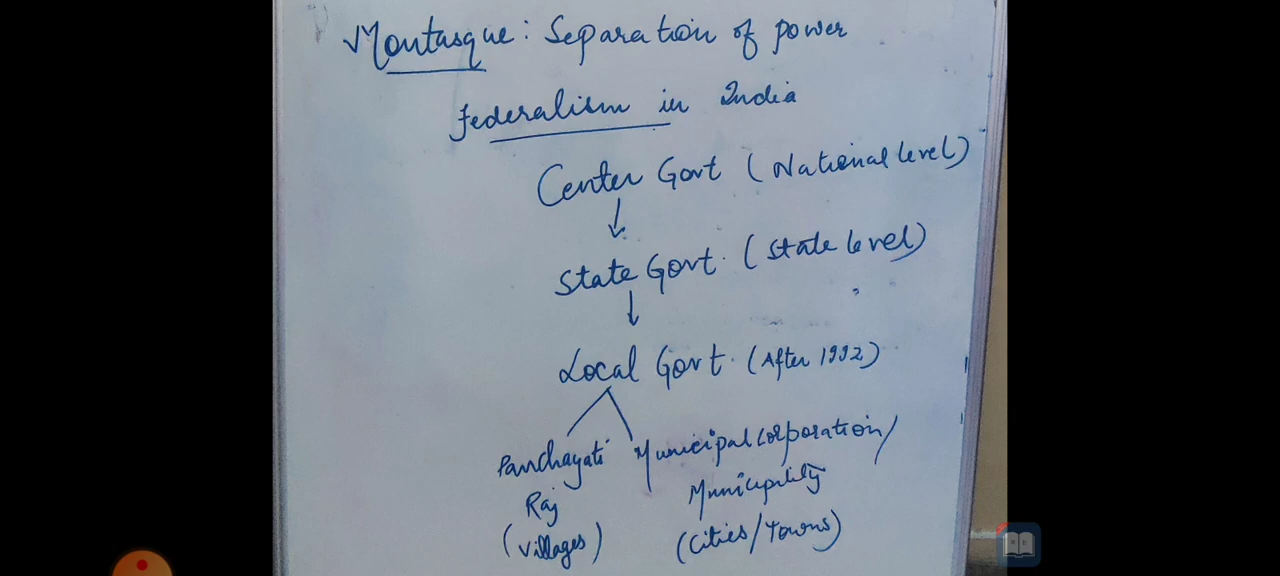 Montasque: Separation of power
Federalism in India
Center Govt (National level)
State Govt. (State level)
Local Govt. (After 1992)
Panchayati Municipal corporation/
Raj Municipility
(Villages) (Cities/Towns)